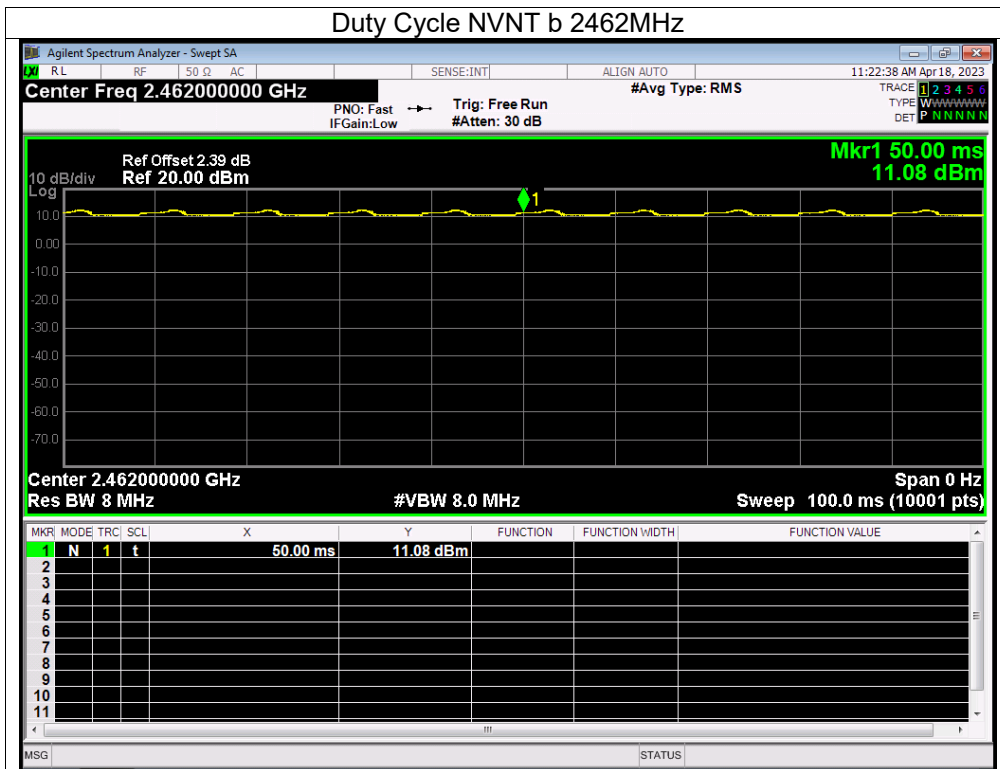 Duty Cycle NVNT b 2462MHz
Agilent Spectrum Analyzer - Swept SA
LXI RL RF 50 Ω AC SENSE:INT ALIGN AUTO 11:22:38 AM Apr 18, 2023
Center Freq 2.462000000 GHz #Avg Type: RMS TRACE 1 2 3 4 5 6
PNO: Fast Trig: Free Run TYPE WWWWWWW
IFGain:Low #Atten: 30 dB DET P N N N N N
Mkr1 50.00 ms
Ref Offset 2.39 dB
10 dB/div Ref 20.00 dBm 11.08 dBm
Log
1
10.0
0.00
-10.0
-20.0
-30.0
-40.0
-50.0
-60.0
-70.0
Center 2.462000000 GHz Span 0 Hz
Res BW 8 MHz #VBW 8.0 MHz Sweep 100.0 ms (10001 pts)
MKR MODE TRC SCL X Y FUNCTION FUNCTION WIDTH FUNCTION VALUE
1 N 1 t 50.00 ms 11.08 dBm
2
3
4
5
6
7
8
9
10
11
MSG STATUS